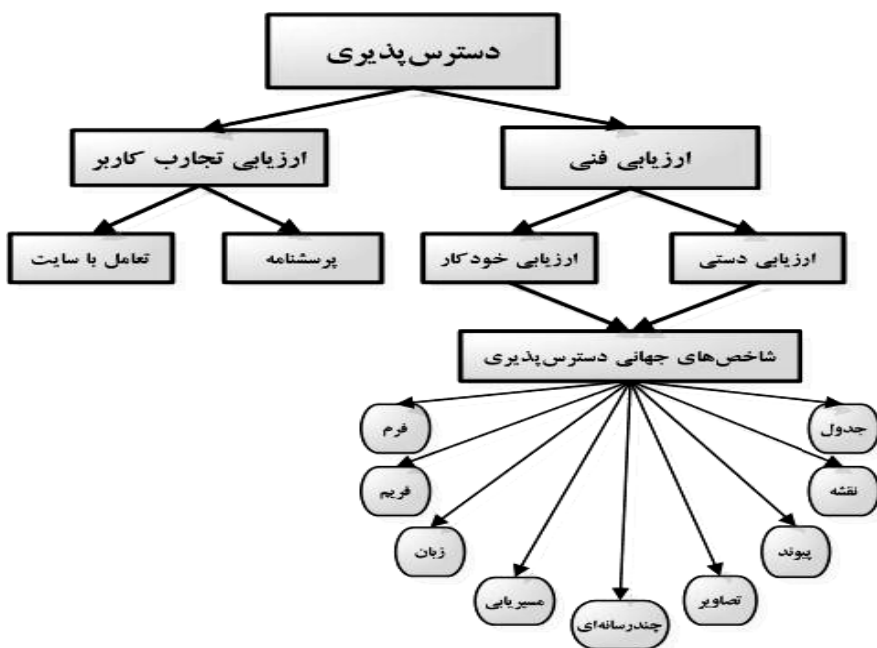 دسترس‌پذیری
ارزیابی فنی
ارزیابی تجارب کاربر
ارزیابی دستی
ارزیابی خودکار
پرسشنامه
تعامل با سایت
شاخص‌های جهانی دسترس‌پذیری
جدول
نقشه
پیوند
تصاویر
چندرسانه‌ای
مسیریابی
زبان
فریم
فرم